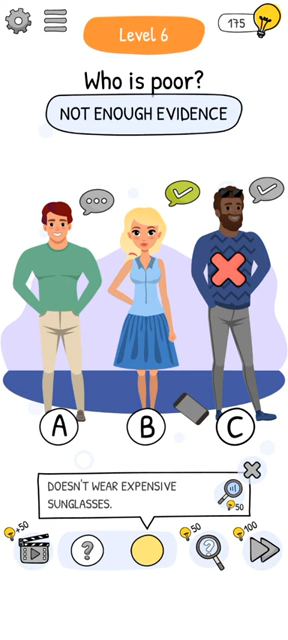 Level 6
175
Who is poor?
NOT ENOUGH EVIDENCE
A
B
C
DOESN'T WEAR EXPENSIVE
SUNGLASSES.
50
+50
?
50
?
100